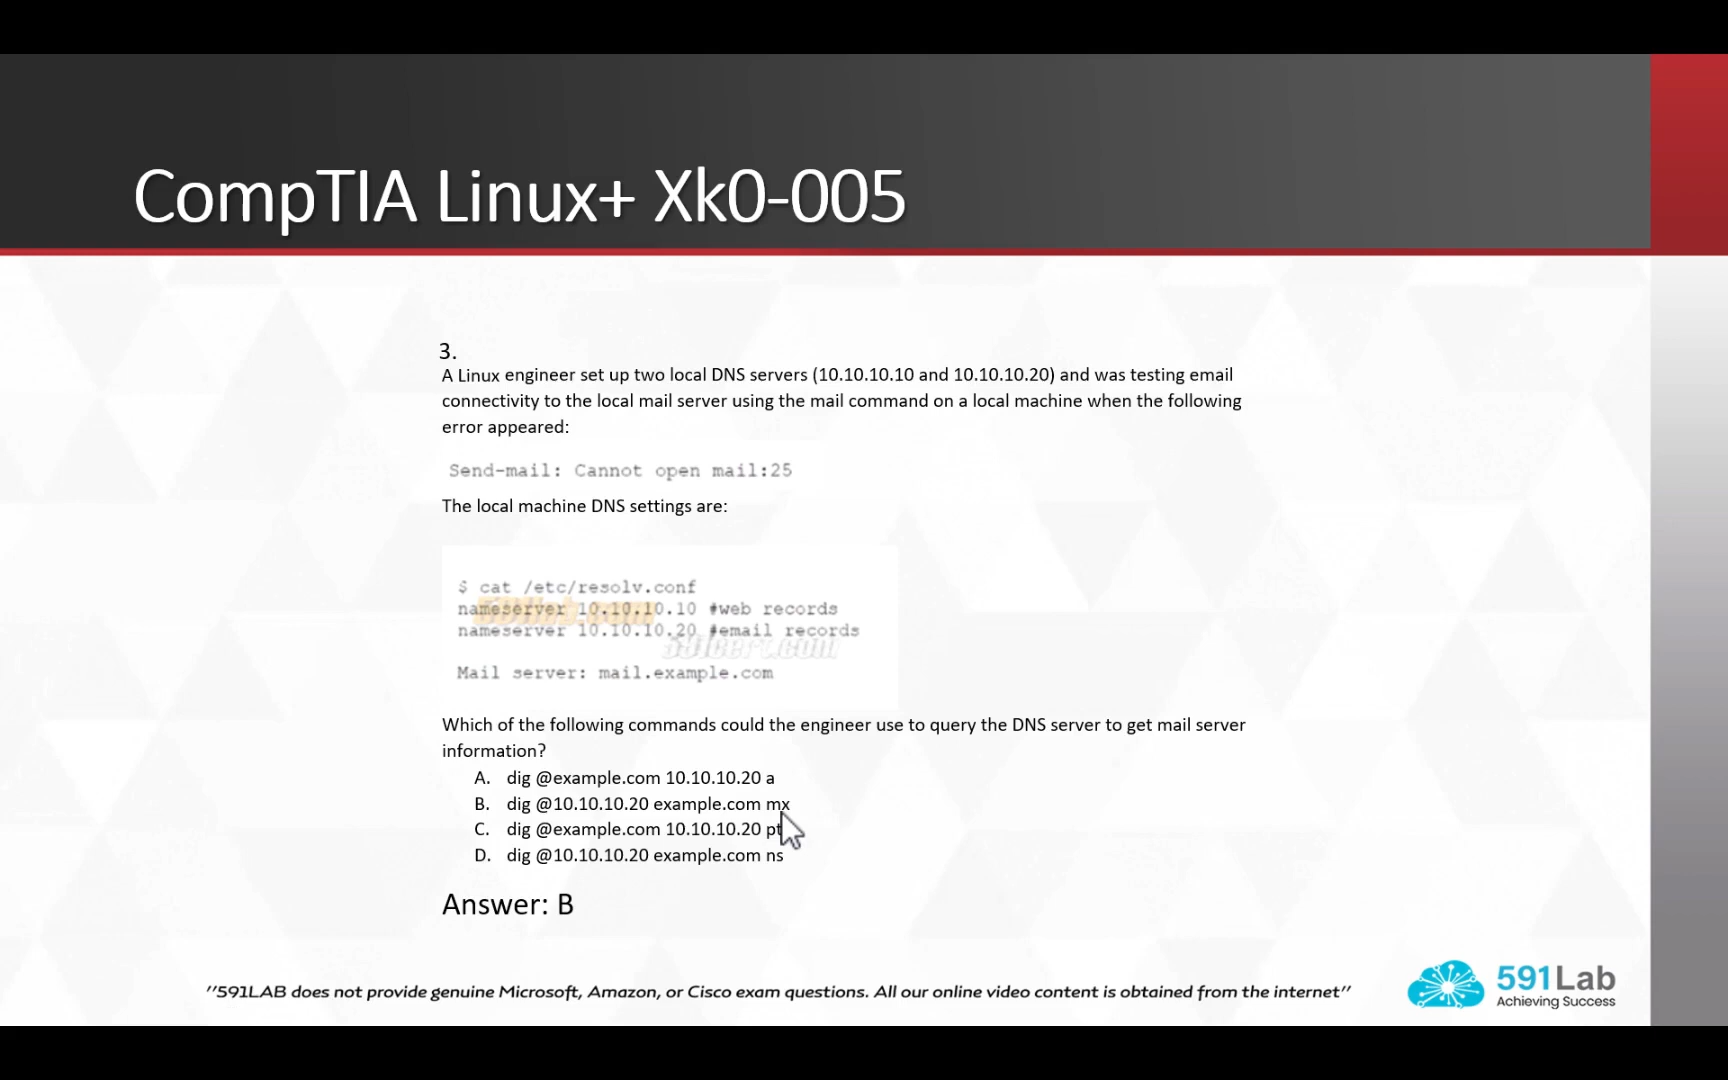 CompTIA Linux+ Xk0-005
3.
A Linux engineer set up two local DNS servers (10.10.10.10 and 10.10.10.20) and was testing email
connectivity to the local mail server using the mail command on a local machine when the following
error appeared:
Send-mail: Cannot open mail:25
The local machine DNS settings are:
$ cat /etc/resolv.conf
nameserver 10.10.10.10 #web records
nameserver 10.10.10.20 #email records
591cert.com
Mail server: mail.example.com
Which of the following commands could the engineer use to query the DNS server to get mail server
information?
A. dig @example.com 10.10.10.20 a
B. dig @10.10.10.20 example.com mx
C. dig @example.com 10.10.10.20 pt
D. dig @10.10.10.20 example.com ns
Answer: B
"591LAB does not provide genuine Microsoft, Amazon, or Cisco exam questions. All our online video content is obtained from the internet"
591Lab
Achieving Success